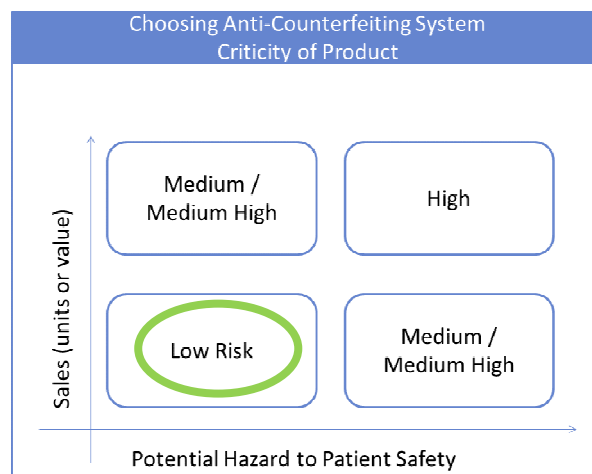 Choosing Anti-Counterfeiting System
Criticity of Product
Medium /
Medium High
High
Sales (units or value)
Low Risk
Medium /
Medium High
Potential Hazard to Patient Safety